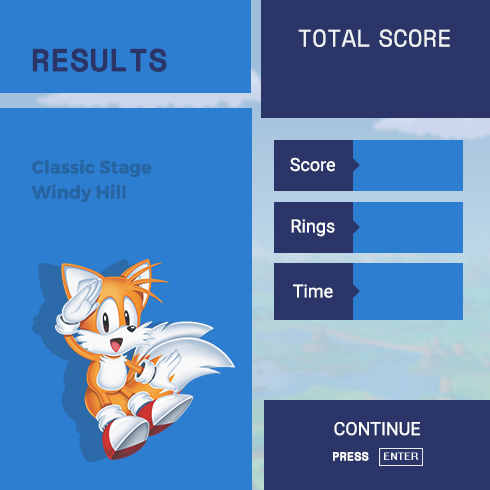 RESULTS
Classic Stage
Windy Hill
TOTAL SCORE
Score
Rings
Time
CONTINUE
PRESS ENTER